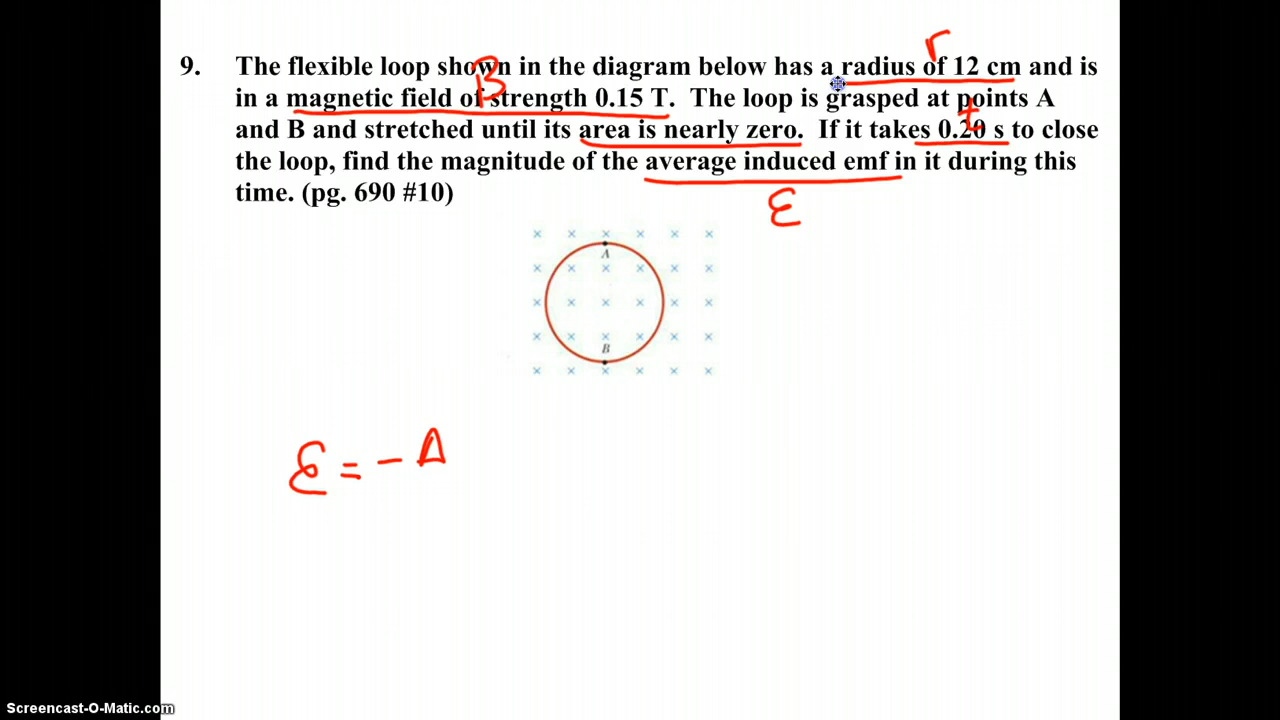 r
9. The flexible loop shown in the diagram below has a radius of 12 cm and is
B
in a magnetic field of strength 0.15 T. The loop is grasped at points A
t
and B and stretched until its area is nearly zero. If it takes 0.20 s to close
the loop, find the magnitude of the average induced emf in it during this
time. (pg. 690 #10)
ε
A
B
ε = - Δ
Screencast-O-Matic.com